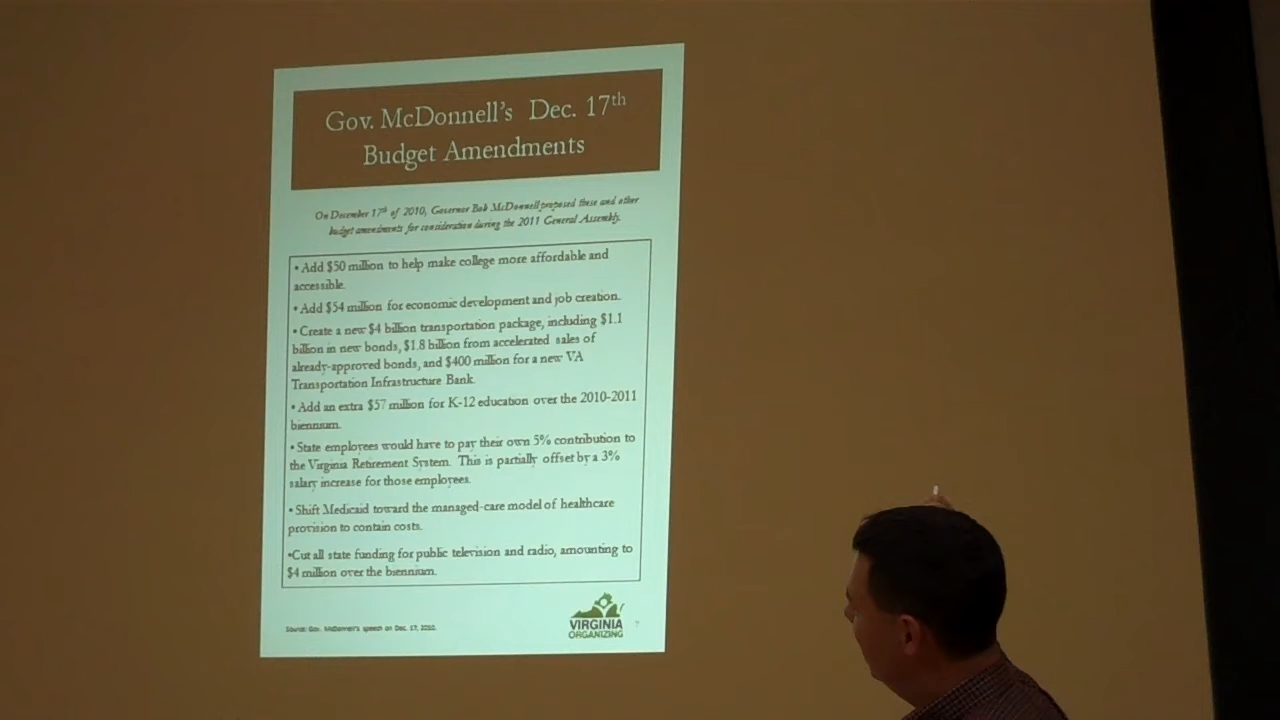 Gov. McDonnell's Dec. 17th
Budget Amendments
On December 17th of 2010, Governor Bob McDonnell proposed these and other
budget amendments for consideration during the 2011 General Assembly.
• Add $50 million to help make college more affordable and
accessible.
• Add $54 million for economic development and job creation.
• Create a new $4 billion transportation package, including $1.1
billion in new bonds, $1.8 billion from accelerated sales of
already-approved bonds, and $400 million for a new VA
Transportation Infrastructure Bank.
• Add an extra $57 million for K-12 education over the 2010-2011
biennium.
• State employees would have to pay their own 5% contribution to
the Virginia Retirement System. This is partially offset by a 3%
salary increase for those employees.
• Shift Medicaid toward the managed-care model of healthcare
provision to contain costs.
•Cut all state funding for public television and radio, amounting to
$4 million over the biennium.
Source: Gov. McDonnell's speech on Dec. 17, 2010.
VIRGINIA
ORGANIZING